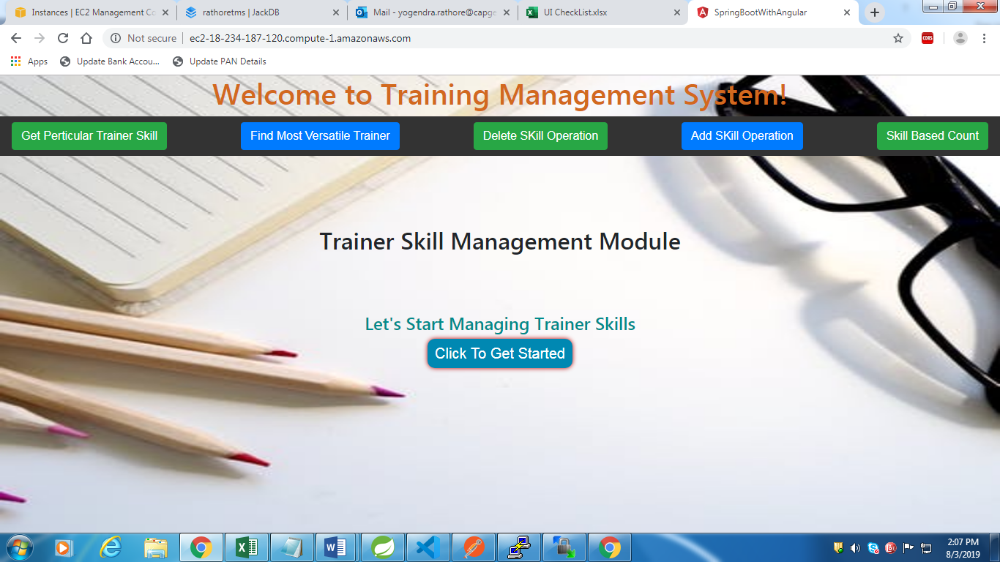 Instances | EC2 Management Co
rathoretms | JackDB
Mail - yogendra.rathore@capge
UI CheckList.xlsx
SpringBootWithAngular
Not secure
ec2-18-234-187-120.compute-1.amazonaws.com
CORS
Apps
Update Bank Accou...
Update PAN Details
Welcome to Training Management System!
Get Perticular Trainer Skill
Find Most Versatile Trainer
Delete SKill Operation
Add SKill Operation
Skill Based Count
Trainer Skill Management Module
Let's Start Managing Trainer Skills
Click To Get Started
2:07 PM
8/3/2019